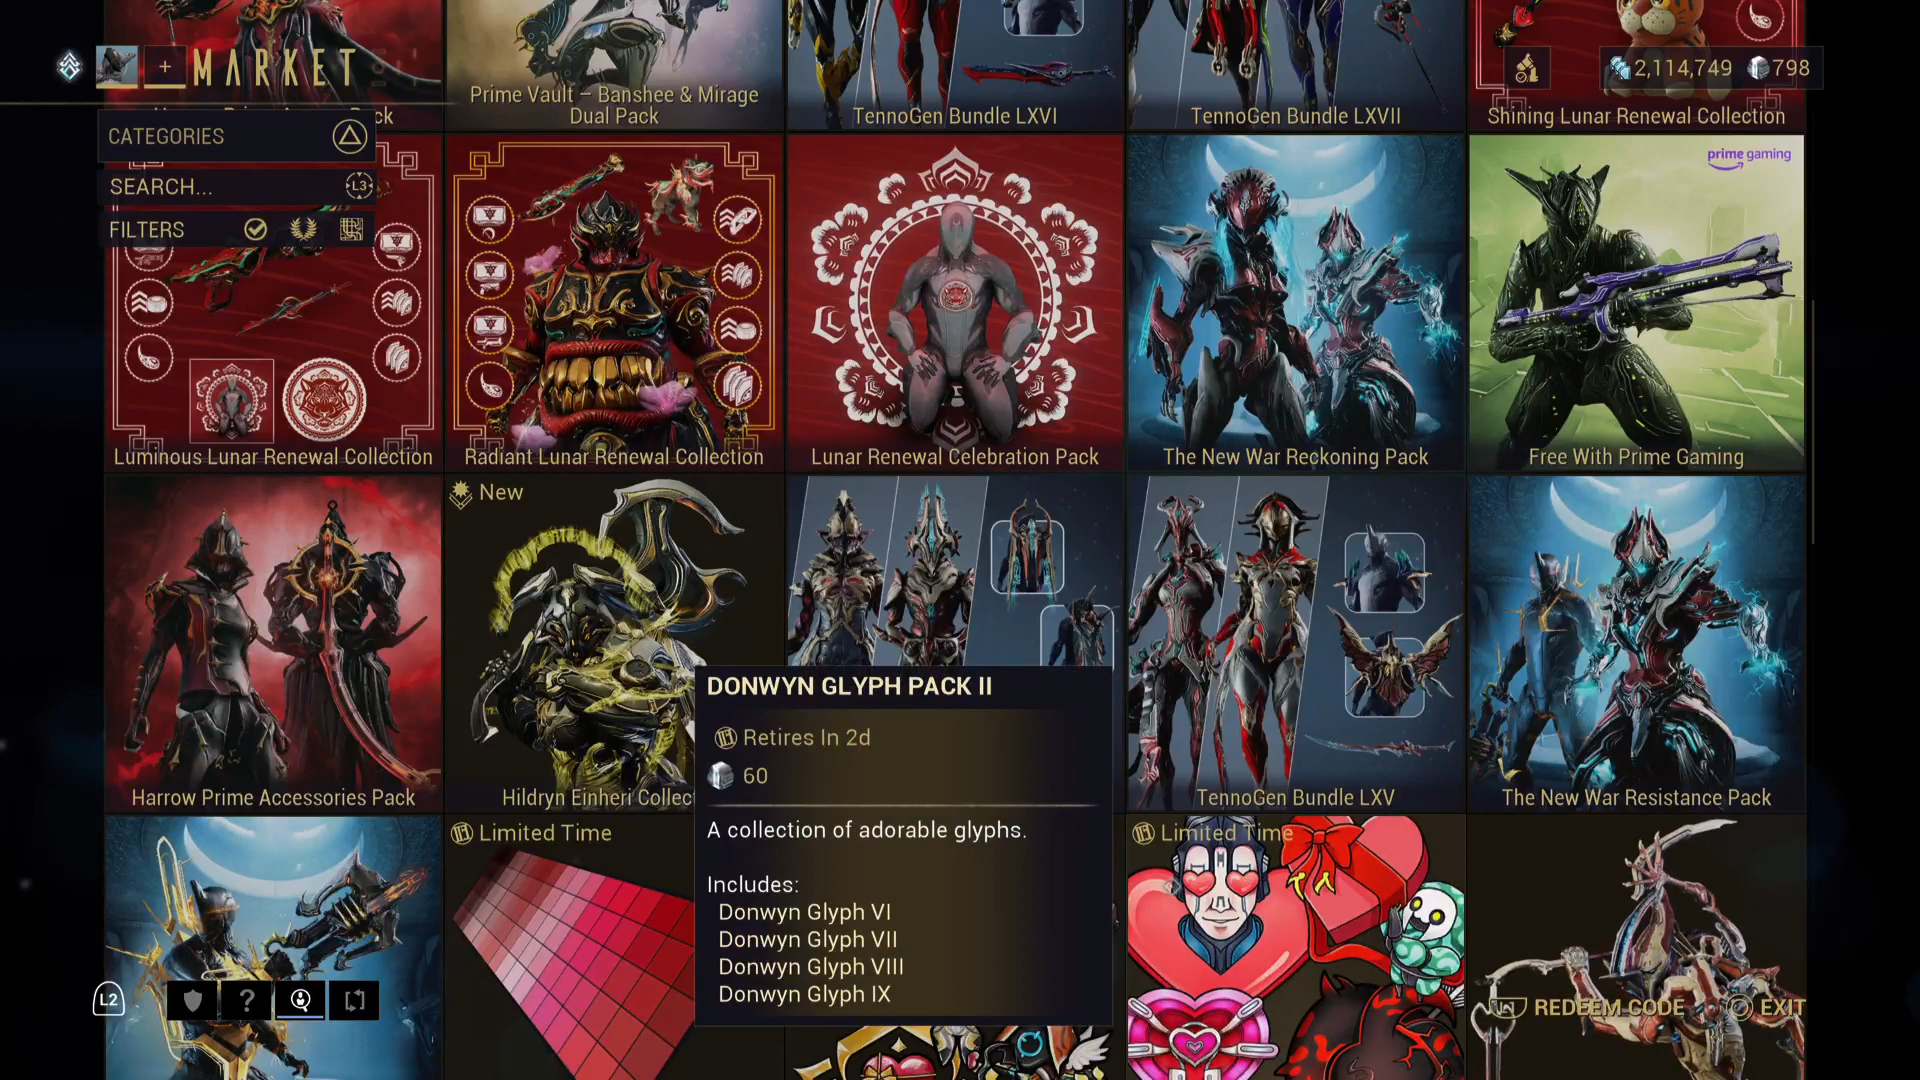 MARKET
2,114,749
798
ck
Prime Vault – Banshee & Mirage
Dual Pack
TennoGen Bundle LXVI
TennoGen Bundle LXVII
Shining Lunar Renewal Collection
CATEGORIES
SEARCH...
L3
FILTERS
prime gaming
Luminous Lunar Renewal Collection
Radiant Lunar Renewal Collection
Lunar Renewal Celebration Pack
The New War Reckoning Pack
Free With Prime Gaming
New
Harrow Prime Accessories Pack
Hildryn Einheri Collec
TennoGen Bundle LXV
The New War Resistance Pack
DONWYN GLYPH PACK II
Retires In 2d
60
A collection of adorable glyphs.
Includes:
Donwyn Glyph VI
Donwyn Glyph VII
Donwyn Glyph VIII
Donwyn Glyph IX
Limited Time
Limited Time
L2
?
REDEEM CODE
EXIT